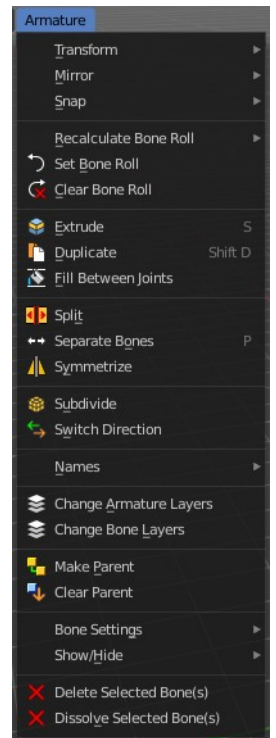 Armature
Transform
Mirror
Snap
Recalculate Bone Roll
Set Bone Roll
Clear Bone Roll
Extrude S
Duplicate Shift D
Fill Between Joints
Split
Separate Bones P
Symmetrize
Subdivide
Switch Direction
Names
Change Armature Layers
Change Bone Layers
Make Parent
Clear Parent
Bone Settings
Show/Hide
Delete Selected Bone(s)
Dissolve Selected Bone(s)